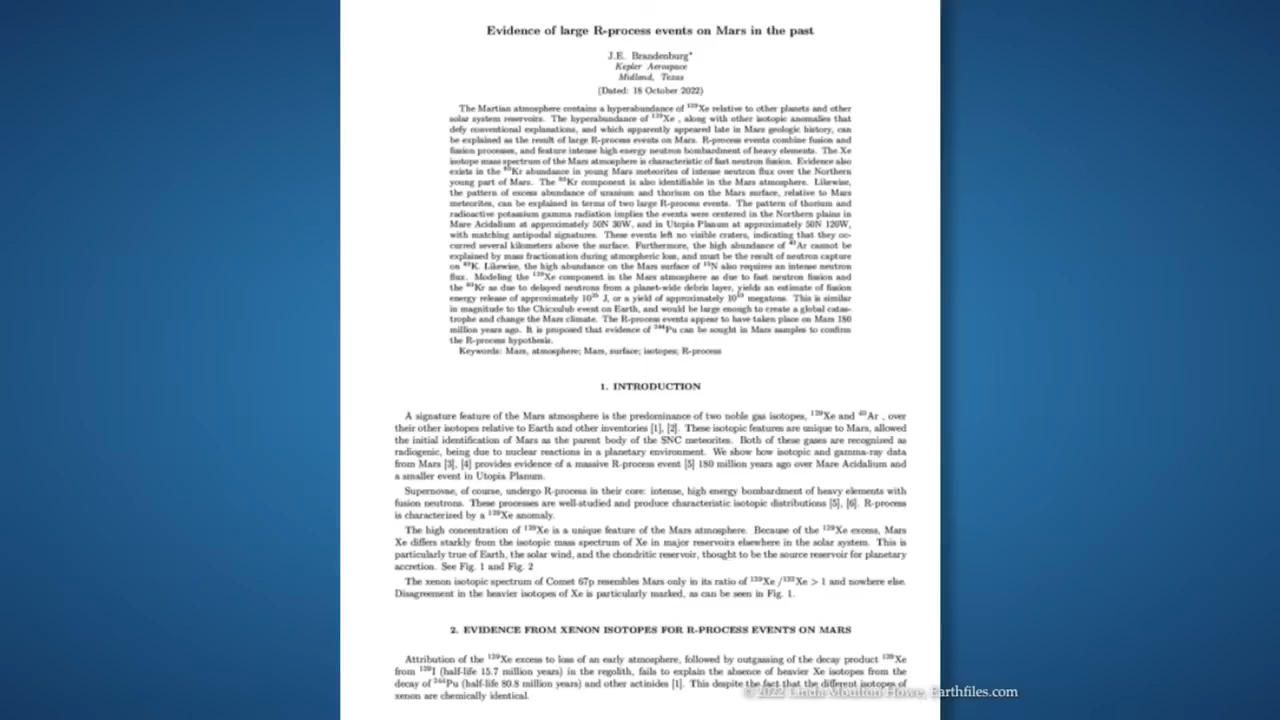 Evidence of large R-process events on Mars in the past
J.E. Brandenburg*
Kepler Aerospace
Midland, Texas
(Dated: 18 October 2022)
The Martian atmosphere contains a hyperabundance of ¹²⁹Xe relative to other planets and other
solar system reservoirs. The hyperabundance of ¹²⁹Xe , along with other isotopic anomalies that
defy conventional explanations, and which apparently appeared late in Mars geologic history, can
be explained as the result of large R-process events on Mars. R-process events combine fusion and
fission processes, and feature intense high energy neutron bombardment of heavy elements. The Xe
isotope mass spectrum of the Mars atmosphere is characteristic of fast neutron fission. Evidence also
exists in the ⁸⁰Kr abundance in young Mars meteorites of intense neutron flux over the Northern
young part of Mars. The ⁸⁰Kr component is also identifiable in the Mars atmosphere. Likewise,
the pattern of excess abundance of uranium and thorium on the Mars surface, relative to Mars
meteorites, can be explained in terms of two large R-process events. The pattern of thorium and
radioactive potassium gamma radiation implies the events were centered in the Northern plains in
Mare Acidalium at approximately 50N 30W, and in Utopia Planum at approximately 50N 120W,
with matching antipodal signatures. These events left no visible craters, indicating that they oc-
curred several kilometers above the surface. Furthermore, the high abundance of ⁴⁰Ar cannot be
explained by mass fractionation during atmospheric loss, and must be the result of neutron capture
on K. Likewise, the high abundance on the Mars surface of ¹⁵N also requires an intense neutron
flux. Modeling the ¹²⁹Xe component in the Mars atmosphere as due to fast neutron fission and
the ⁸⁰Kr as due to delayed neutrons from a planet-wide debris layer, yields an estimate of fission
energy release of approximately 10²⁵ J, or a yield of approximately 10¹⁰ megatons. This is similar
in magnitude to the Chicxulub event on Earth, and would be large enough to create a global catas-
trophe and change the Mars climate. The R-process events appear to have taken place on Mars 180
million years ago. It is proposed that evidence of ²⁴⁴Pu can be sought in Mars samples to confirm
the R-process hypothesis.
Keywords: Mars, atmosphere; Mars, surface; isotopes; R-process
1. INTRODUCTION
A signature feature of the Mars atmosphere is the predominance of two noble gas isotopes, ¹²⁹Xe and ⁴⁰Ar , over
their other isotopes relative to Earth and other inventories [1], [2]. These isotopic features are unique to Mars, allowed
the initial identification of Mars as the parent body of the SNC meteorites. Both of these gases are recognized as
radiogenic, being due to nuclear reactions in a planetary environment. We show how isotopic and gamma-ray data
from Mars [3], [4] provides evidence of a massive R-process event [5] 180 million years ago over Mare Acidalium and
a smaller event in Utopia Planum.
Supernovae, of course, undergo R-process in their core: intense, high energy bombardment of heavy elements with
fusion neutrons. These processes are well-studied and produce characteristic isotopic distributions [5], [6]. R-process
is characterized by a ¹²⁹Xe anomaly.
The high concentration of ¹²⁹Xe is a unique feature of the Mars atmosphere. Because of the ¹²⁹Xe excess, Mars
Xe differs starkly from the isotopic mass spectrum of Xe in major reservoirs elsewhere in the solar system. This is
particularly true of Earth, the solar wind, and the chondritic reservoir, thought to be the source reservoir for planetary
accretion. See Fig. 1 and Fig. 2
The xenon isotopic spectrum of Comet 67p resembles Mars only in its ratio of ¹²⁹Xe /¹³²Xe > 1 and nowhere else.
Disagreement in the heavier isotopes of Xe is particularly marked, as can be seen in Fig. 1.
2. EVIDENCE FROM XENON ISOTOPES FOR R-PROCESS EVENTS ON MARS
Attribution of the ¹²⁹Xe excess to loss of an early atmosphere, followed by outgassing of the decay product ¹²⁹Xe
from ¹²⁹I (half-life 15.7 million years) in the regolith, fails to explain the absence of heavier Xe isotopes from the
decay of ²⁴⁴Pu (half-life 80.8 million years) and other actinides [1]. This despite the fact that the different isotopes of
xenon are chemically identical.
© 2022 Linda Moulton Howe, Earthfiles.com